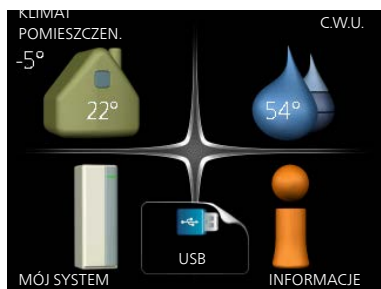 KLIMAT
POMIESZCZEN.
C.W.U.
-5°
22°
54°
USB
MÓJ SYSTEM
INFORMACJE